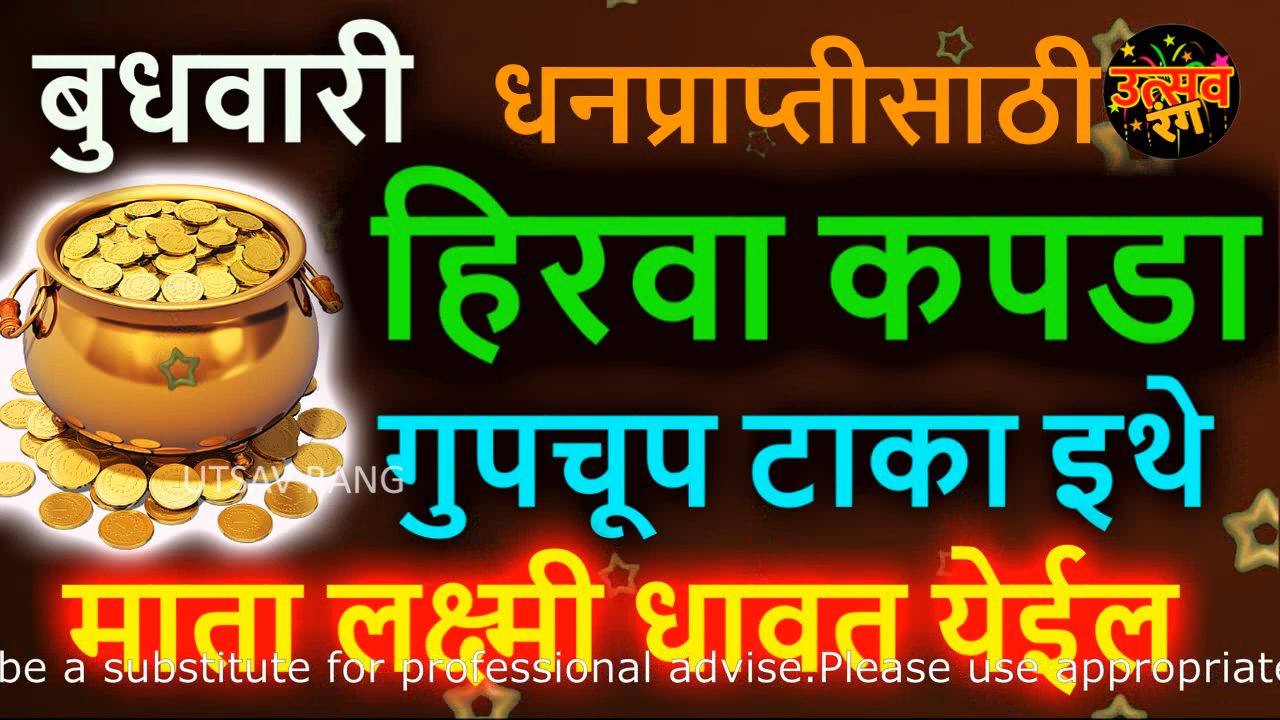 बुधवारी धनप्राप्तीसाठी
उत्सव
रंग
हिरवा कपडा
गुपचूप टाका इथे
UTSAV RANG
माता लक्ष्मी धावत येईल
be a substitute for professional advise.Please use appropriate